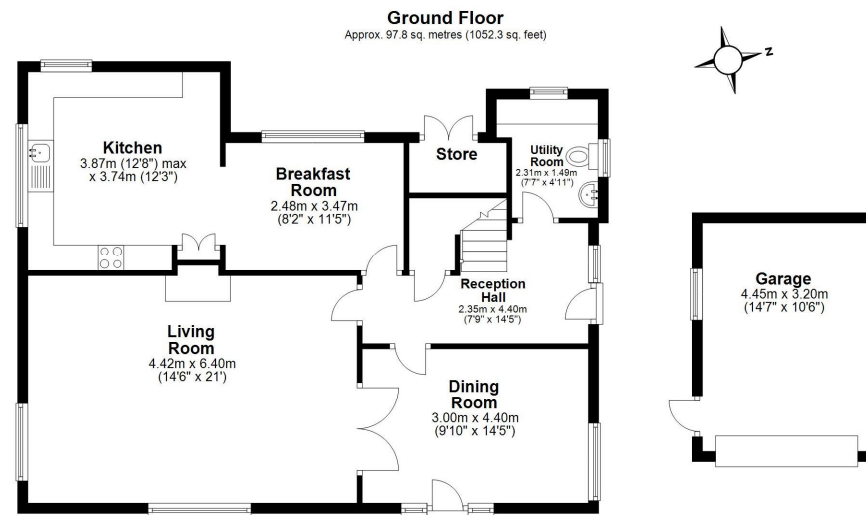 Ground Floor
Approx. 97.8 sq. metres (1052.3 sq. feet)
Z
Kitchen
3.87m (12'8") max
x 3.74m (12'3")
Breakfast
Room
2.48m x 3.47m
(8'2" x 11'5")
Store
Utility
Room
2.31m x 1.49m
(7'7" x 4'11")
Reception
Hall
2.35m x 4.40m
(7'9" x 14'5")
Garage
4.45m x 3.20m
(14'7" x 10'6")
Living
Room
4.42m x 6.40m
(14'6" x 21')
Dining
Room
3.00m x 4.40m
(9'10" x 14'5")